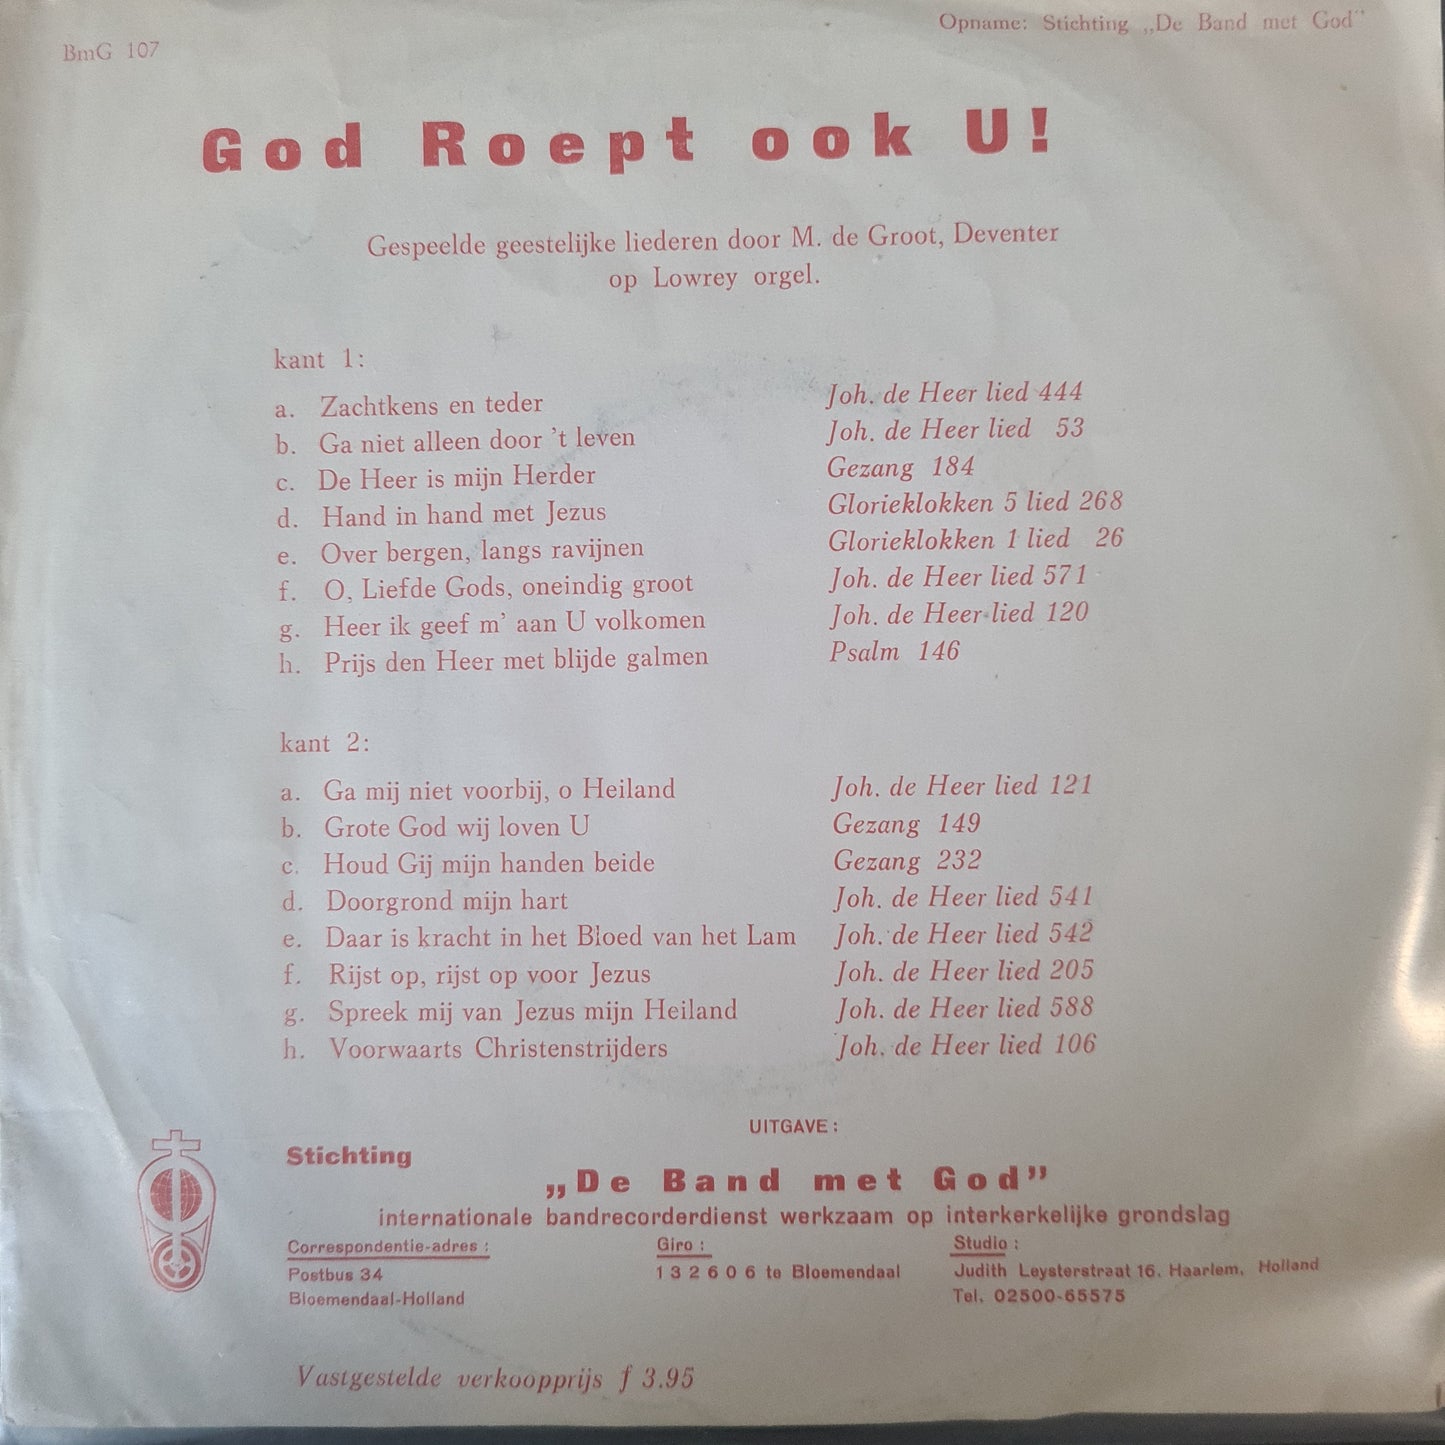 BmG 107
Opname: Stichting „De Band met God”
God Roept ook U!
Gespeelde geestelijke liederen door M. de Groot, Deventer
op Lowrey orgel.
kant 1:
a. Zachtkens en teder Joh. de Heer lied 444
b. Ga niet alleen door 't leven Joh. de Heer lied 53
c. De Heer is mijn Herder Gezang 184
d. Hand in hand met Jezus Glorieklokken 5 lied 268
e. Over bergen, langs ravijnen Glorieklokken 1 lied 26
f. O, Liefde Gods, oneindig groot Joh. de Heer lied 571
g. Heer ik geef m' aan U volkomen Joh. de Heer lied 120
h. Prijs den Heer met blijde galmen Psalm 146
kant 2:
a. Ga mij niet voorbij, o Heiland Joh. de Heer lied 121
b. Grote God wij loven U Gezang 149
c. Houd Gij mijn handen beide Gezang 232
d. Doorgrond mijn hart Joh. de Heer lied 541
e. Daar is kracht in het Bloed van het Lam Joh. de Heer lied 542
f. Rijst op, rijst op voor Jezus Joh. de Heer lied 205
g. Spreek mij van Jezus mijn Heiland Joh. de Heer lied 588
h. Voorwaarts Christenstrijders Joh. de Heer lied 106
UITGAVE:
Stichting
„De Band met God”
internationale bandrecorderdienst werkzaam op interkerkelijke grondslag
Correspondentie-adres: Giro: Studio:
Postbus 34 132606 te Bloemendaal Judith Leysterstraat 16. Haarlem. Holland
Bloemendaal-Holland Tel. 02500-65575
Vastgestelde verkoopprijs f 3.95